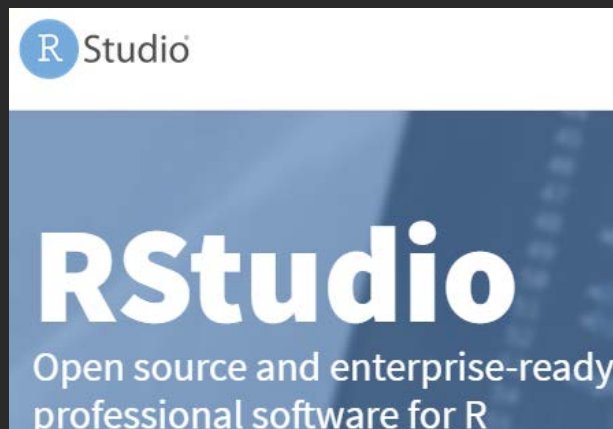 R Studio
RStudio
Open source and enterprise-ready
professional software for R